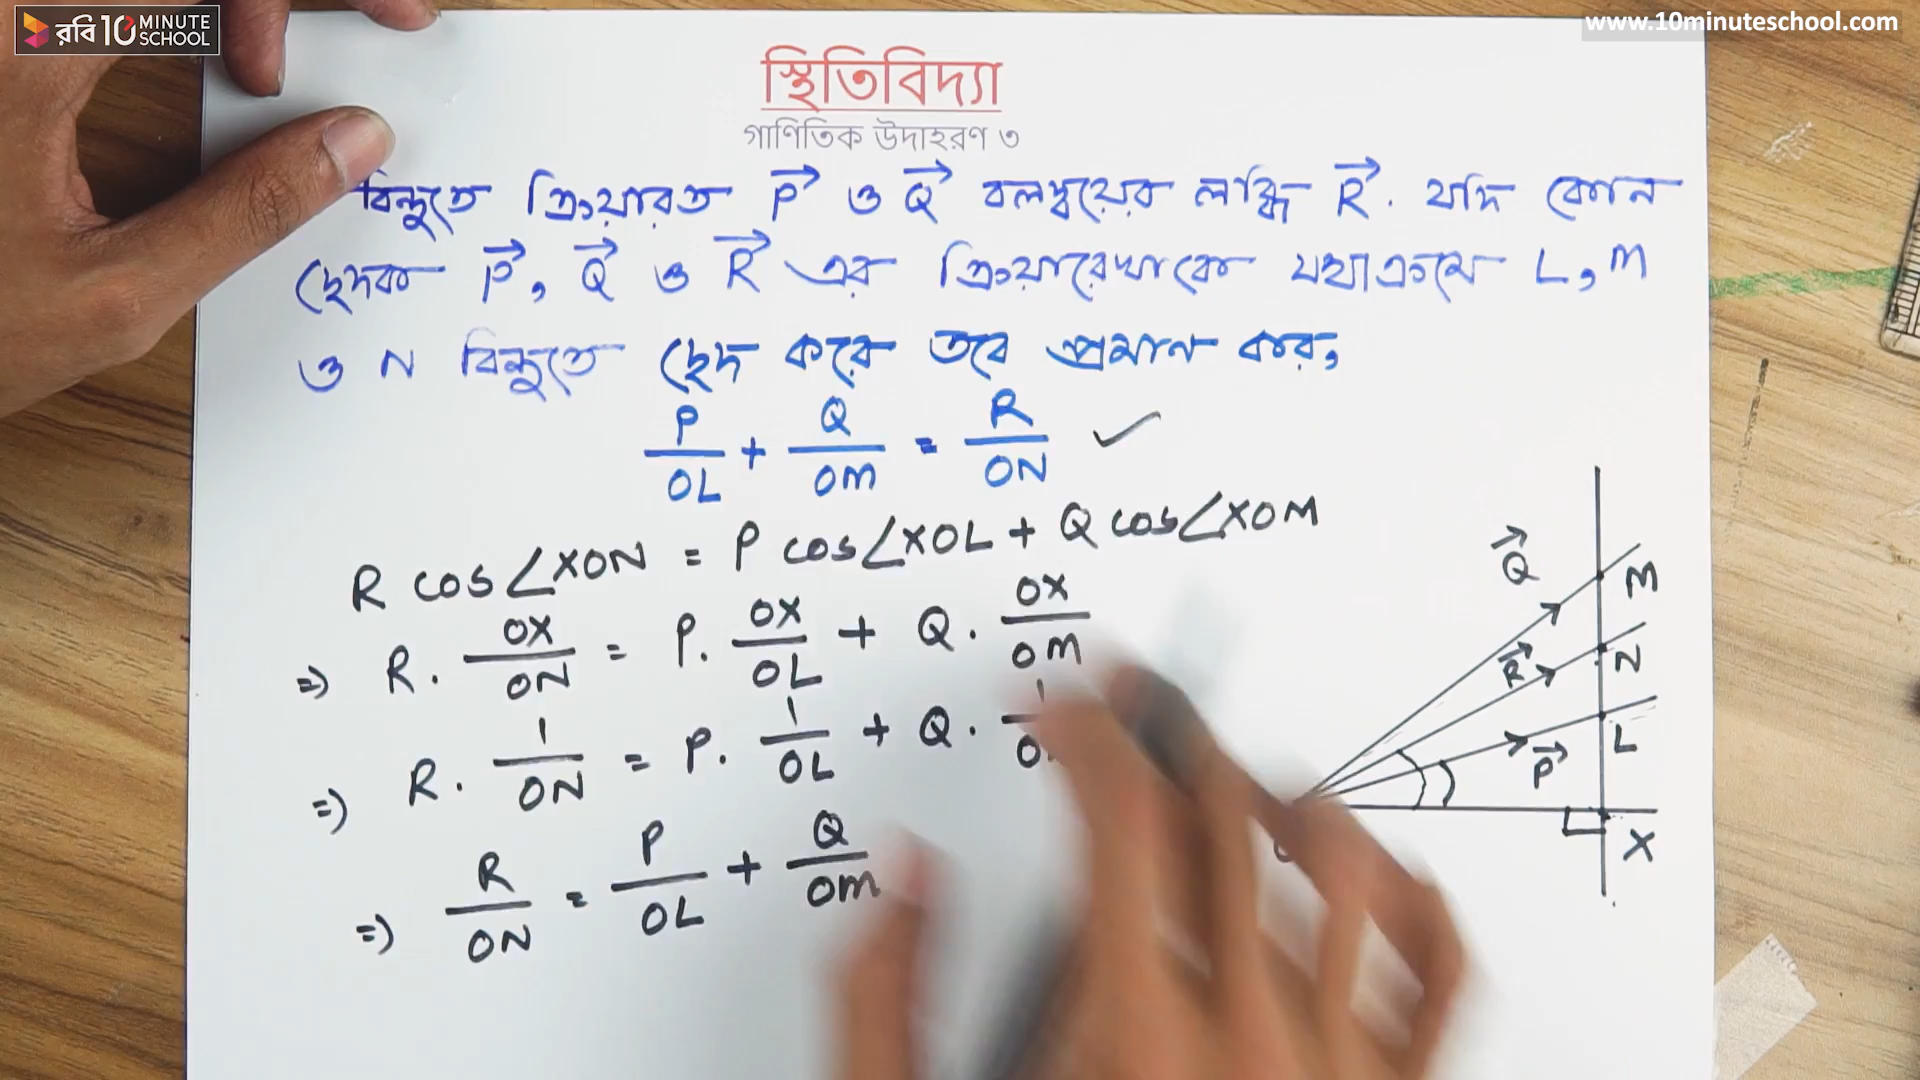 রবি 10 MINUTE SCHOOL
www.10minuteschool.com
স্থিতিবিদ্যা
গাণিতিক উদাহরণ ৩
বিন্দুতে ক্রিয়ারত P⃗ ও Q⃗ বলদ্বয়ের লব্ধি R⃗. যদি কোন
ছেদক P⃗, Q⃗ ও R⃗ এর ক্রিয়ারেখাকে যথাক্রমে L, M
ও N বিন্দুতে ছেদ করে তবে প্রমান কর,
P/OL + Q/OM = R/ON ✓
R cos∠XON = P cos∠XOL + Q cos∠XOM
=> R. OX/ON = P. OX/OL + Q. OX/OM
=> R. 1/ON = P. 1/OL + Q. 1/
=> R/ON = P/OL + Q/OM
Q⃗ M
R⃗ N
P⃗ L
X